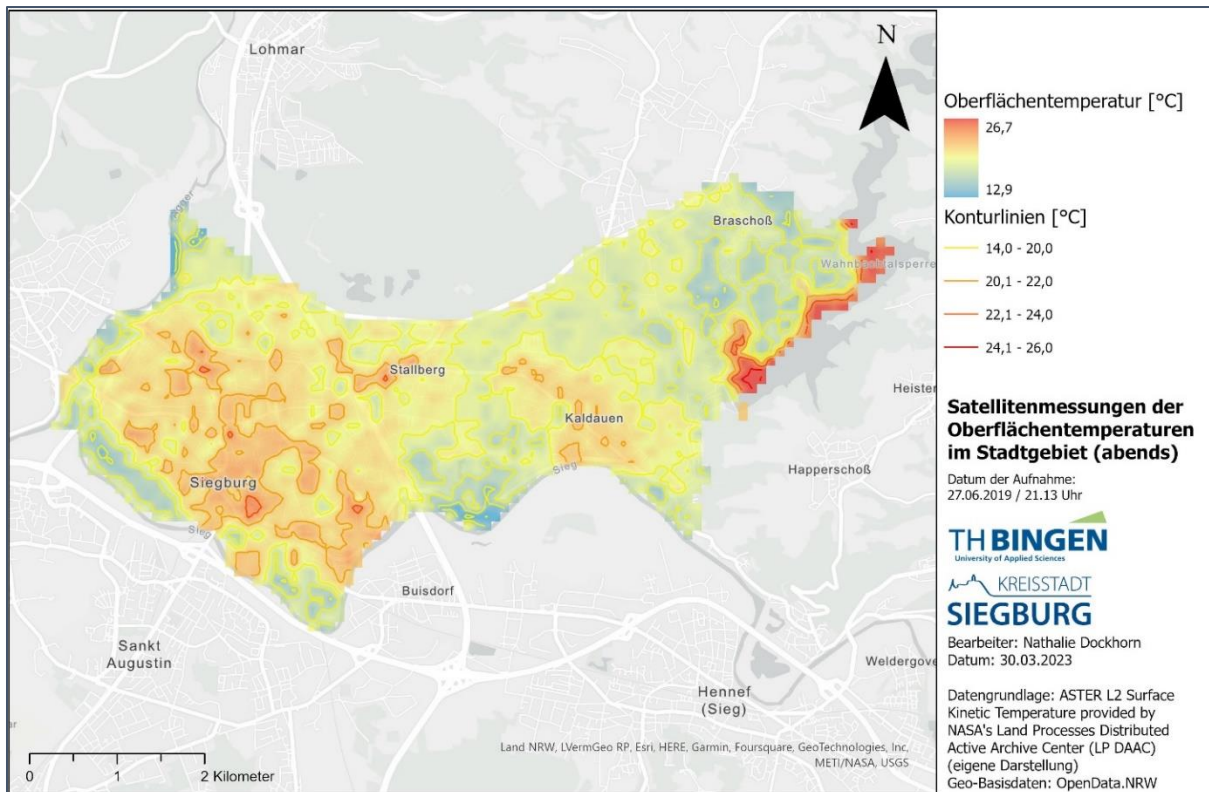 Lohmar
N
Braschoß
Wahnbachtalsperre
Stallberg
Kaldauen
Heister
Siegburg
Sieg
Happerschoß
Sieg
Buisdorf
Sankt
Augustin
Weldergove
Hennef
(Sieg)
Land NRW, LVermGeo RP, Esri, HERE, Garmin, Foursquare, GeoTechnologies, Inc,
METI/NASA, USGS
0 1 2 Kilometer
Oberflächentemperatur [°C]
26,7
12,9
Konturlinien [°C]
14,0 - 20,0
20,1 - 22,0
22,1 - 24,0
24,1 - 26,0
Satellitenmessungen der
Oberflächentemperaturen
im Stadtgebiet (abends)
Datum der Aufnahme:
27.06.2019 / 21.13 Uhr
TH BINGEN
University of Applied Sciences
KREISSTADT
SIEGBURG
Bearbeiter: Nathalie Dockhorn
Datum: 30.03.2023
Datengrundlage: ASTER L2 Surface
Kinetic Temperature provided by
NASA's Land Processes Distributed
Active Archive Center (LP DAAC)
(eigene Darstellung)
Geo-Basisdaten: OpenData.NRW